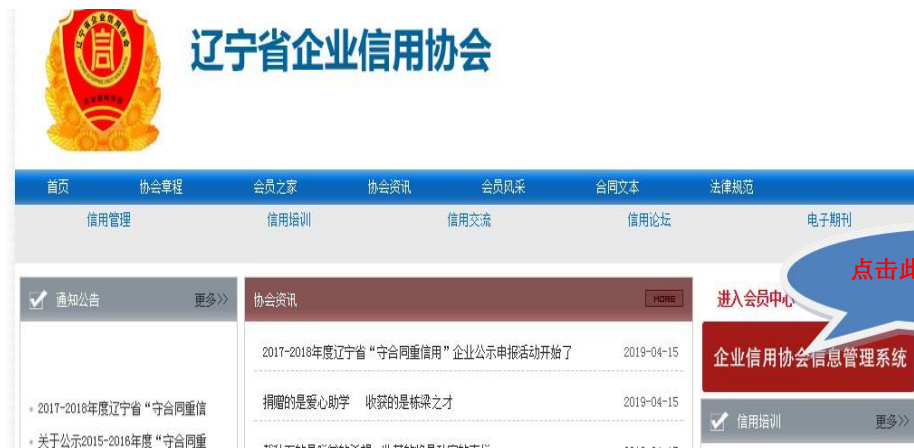 辽宁省企业信用协会
信
首页 协会章程 会员之家 协会资讯 会员风采 合同文本 法律规范
信用管理 信用培训 信用交流 信用论坛 电子期刊
点击此
通知公告 更多>>
2017-2018年度辽宁省“守合同重信
关于公示2015-2016年度“守合同重
协会资讯 MORE
2017-2018年度辽宁省“守合同重信用”企业公示申报活动开始了 2019-04-15
捐赠的是爱心助学 收获的是栋梁之才 2019-04-15
进入会员中心
企业信用协会信息管理系统
信用培训 更多>>